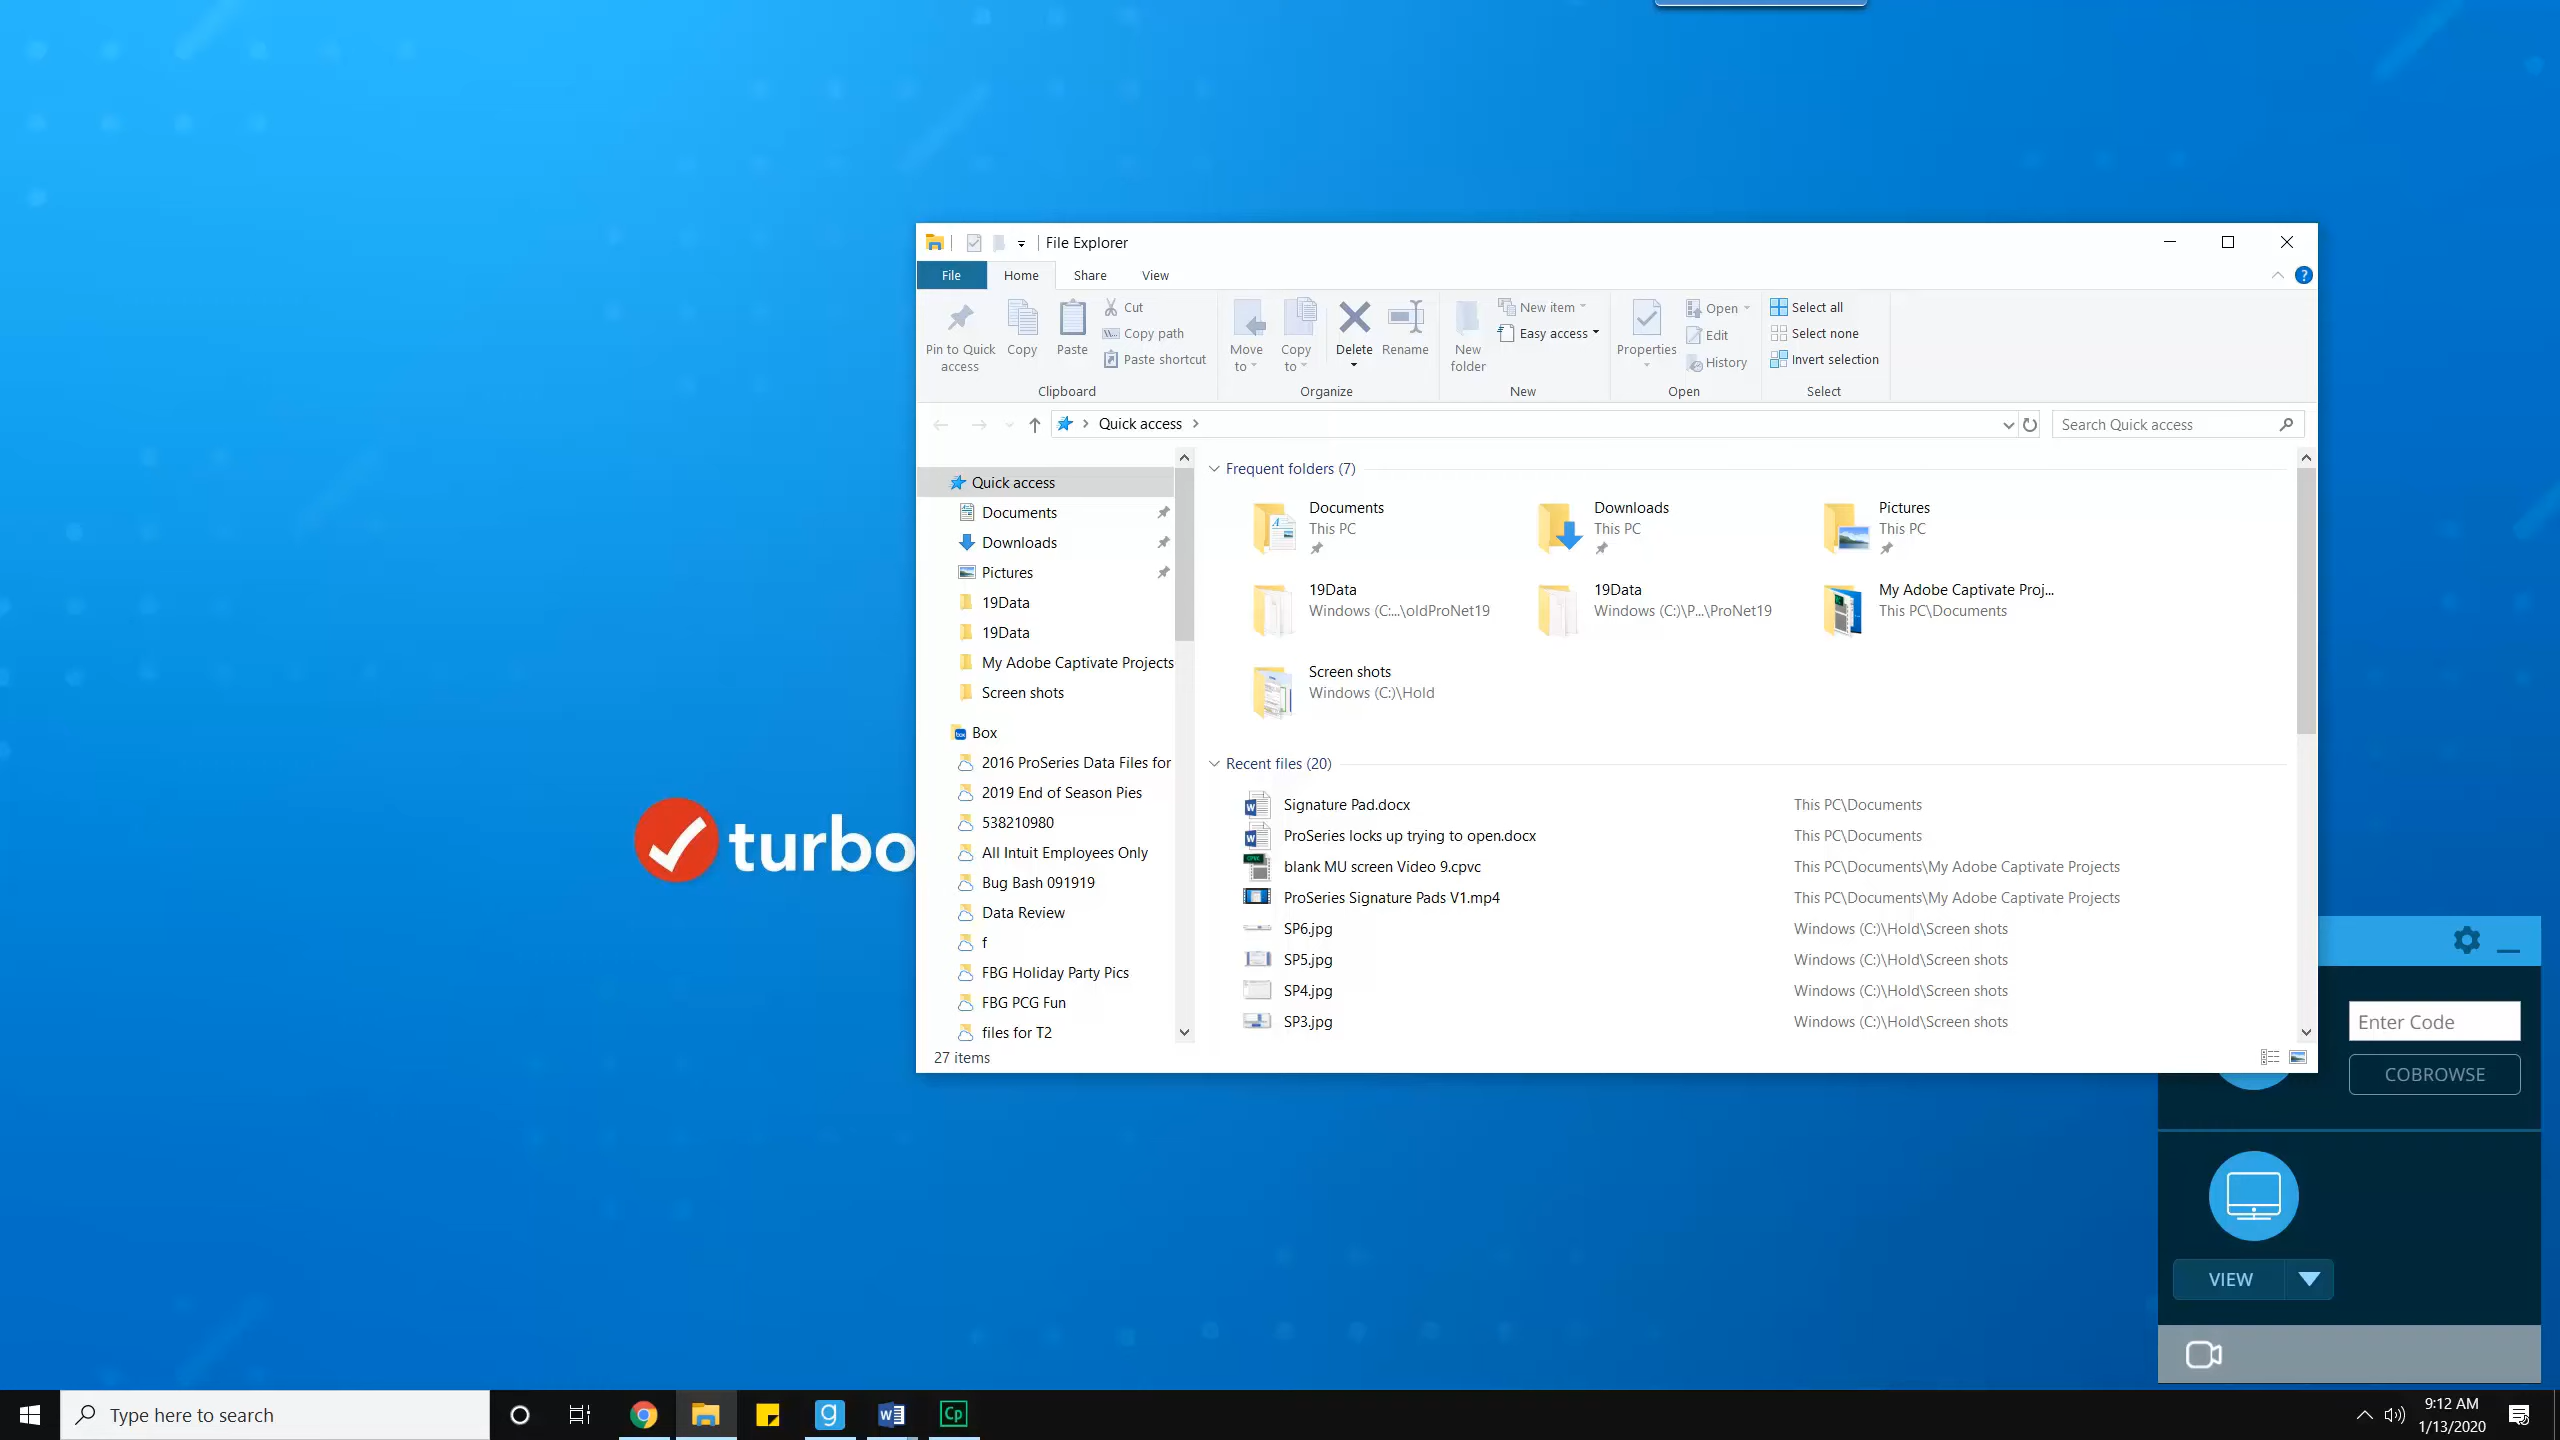 File Explorer
File Home Share View
Pin to Quick access
Copy
Paste
Cut
Copy path
Paste shortcut
Clipboard
Move to
Copy to
Delete
Rename
Organize
New folder
New item
Easy access
New
Properties
Open
Edit
History
Open
Select all
Select none
Invert selection
Select
Quick access
Search Quick access
Quick access
Documents
Downloads
Pictures
19Data
19Data
My Adobe Captivate Projects
Screen shots
Box
2016 ProSeries Data Files for
2019 End of Season Pies
538210980
All Intuit Employees Only
Bug Bash 091919
Data Review
f
FBG Holiday Party Pics
FBG PCG Fun
files for T2
Frequent folders (7)
Documents
This PC
Downloads
This PC
Pictures
This PC
19Data
Windows (C:...\oldProNet19
19Data
Windows (C:)\P...\ProNet19
My Adobe Captivate Proj...
This PC\Documents
Screen shots
Windows (C:)\Hold
Recent files (20)
Signature Pad.docx This PC\Documents
ProSeries locks up trying to open.docx This PC\Documents
blank MU screen Video 9.cpvc This PC\Documents\My Adobe Captivate Projects
ProSeries Signature Pads V1.mp4 This PC\Documents\My Adobe Captivate Projects
SP6.jpg Windows (C:)\Hold\Screen shots
SP5.jpg Windows (C:)\Hold\Screen shots
SP4.jpg Windows (C:)\Hold\Screen shots
SP3.jpg Windows (C:)\Hold\Screen shots
27 items
turbo
Enter Code
COBROWSE
VIEW
Type here to search
g
W
Cp
9:12 AM
1/13/2020